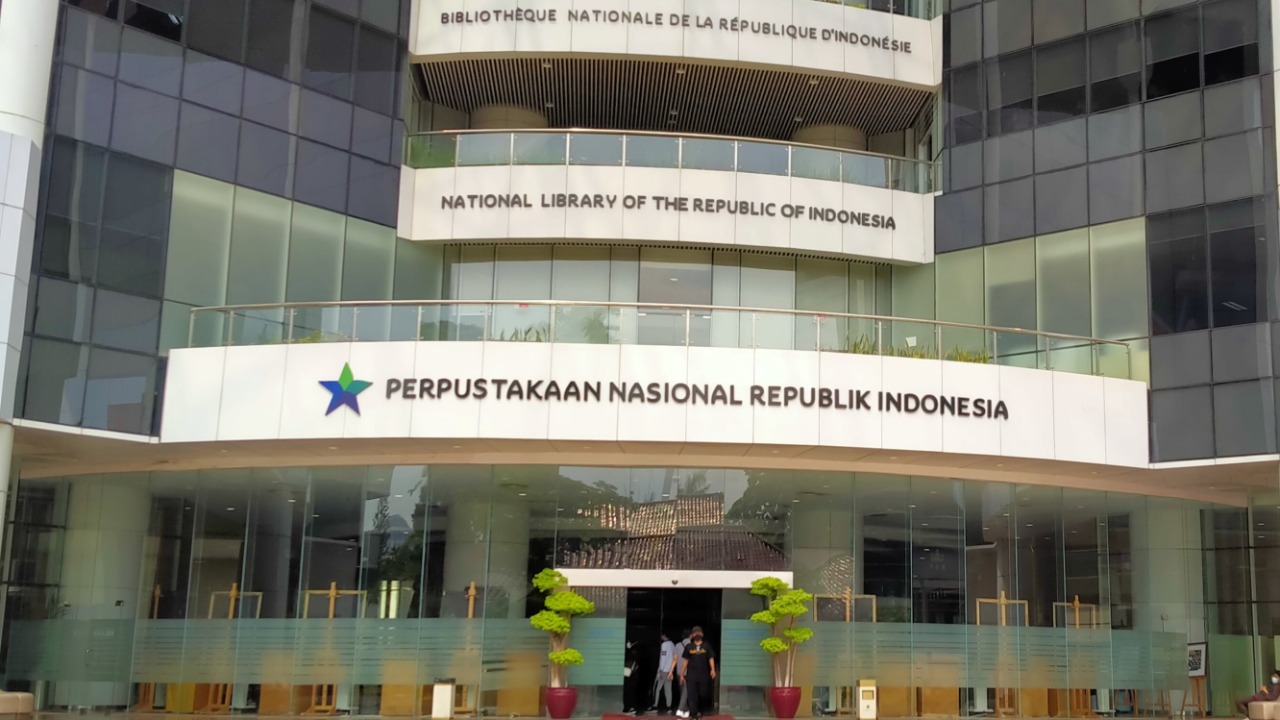 BIBLIOTHÈQUE NATIONALE DE LA RÉPUBLIQUE D'INDONÉSIE
NATIONAL LIBRARY OF THE REPUBLIC OF INDONESIA
PERPUSTAKAAN NASIONAL REPUBLIK INDONESIA